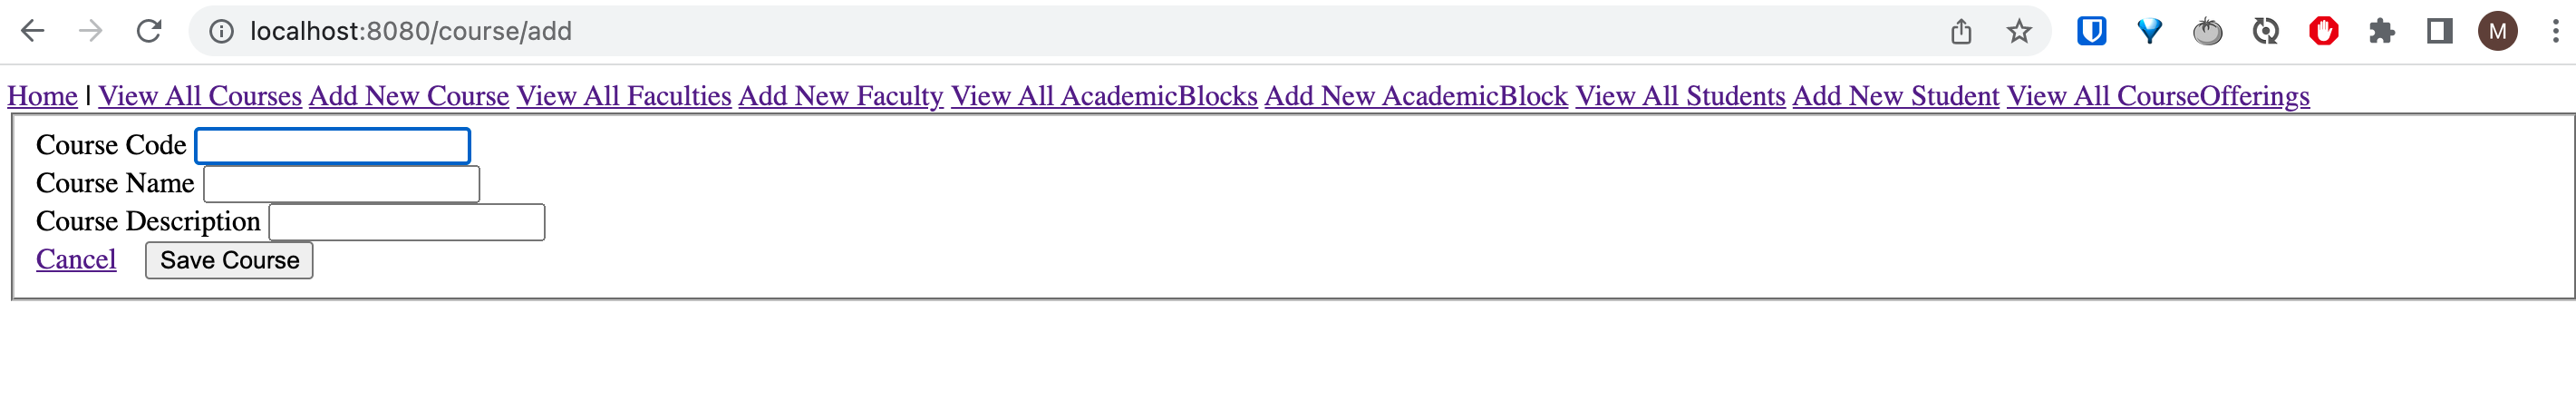 localhost:8080/course/add
M
Home | View All Courses Add New Course View All Faculties Add New Faculty View All AcademicBlocks Add New AcademicBlock View All Students Add New Student View All CourseOfferings
Course Code
Course Name
Course Description
Cancel Save Course